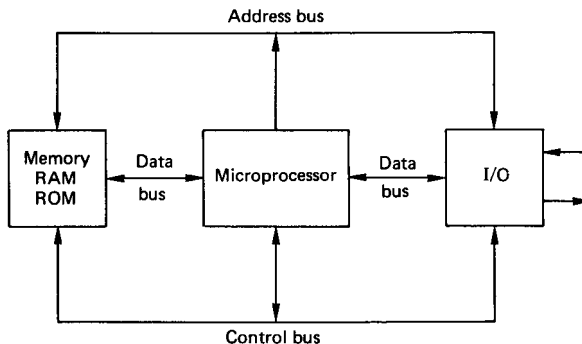 Address bus
Memory
RAM
ROM
Data
bus
Microprocessor
Data
bus
I/O
Control bus